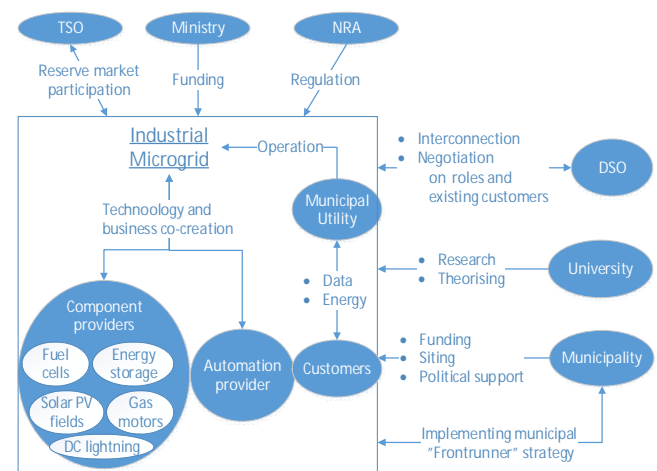 TSO
Ministry
NRA
Reserve market
participation
Funding
Regulation
Industrial
Microgrid
Operation
• Interconnection
• Negotiation
on roles and
existing customers
DSO
Municipal
Utility
Technoology and
business co-creation
• Research
• Theorising
University
• Data
• Energy
Component
providers
Fuel
cells
Energy
storage
Solar PV
fields
Gas
motors
DC lightning
Automation
provider
Customers
• Funding
• Siting
• Political support
Municipality
Implementing municipal
”Frontrunner” strategy